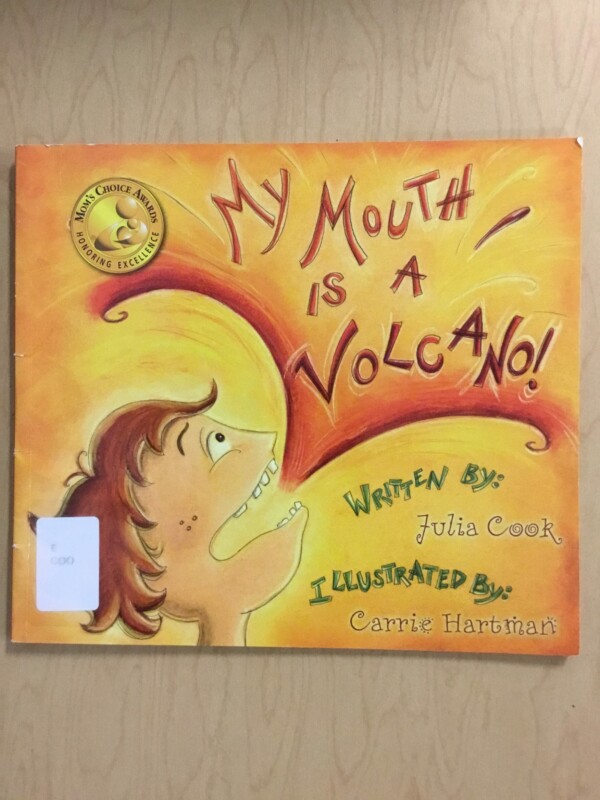 MOM'S CHOICE AWARDS
HONORING EXCELLENCE
MY MOUTH
IS A
VOLCANO!
WRITTEN BY:
Julia Cook
ILLUSTRATED BY:
Carrie Hartman
E